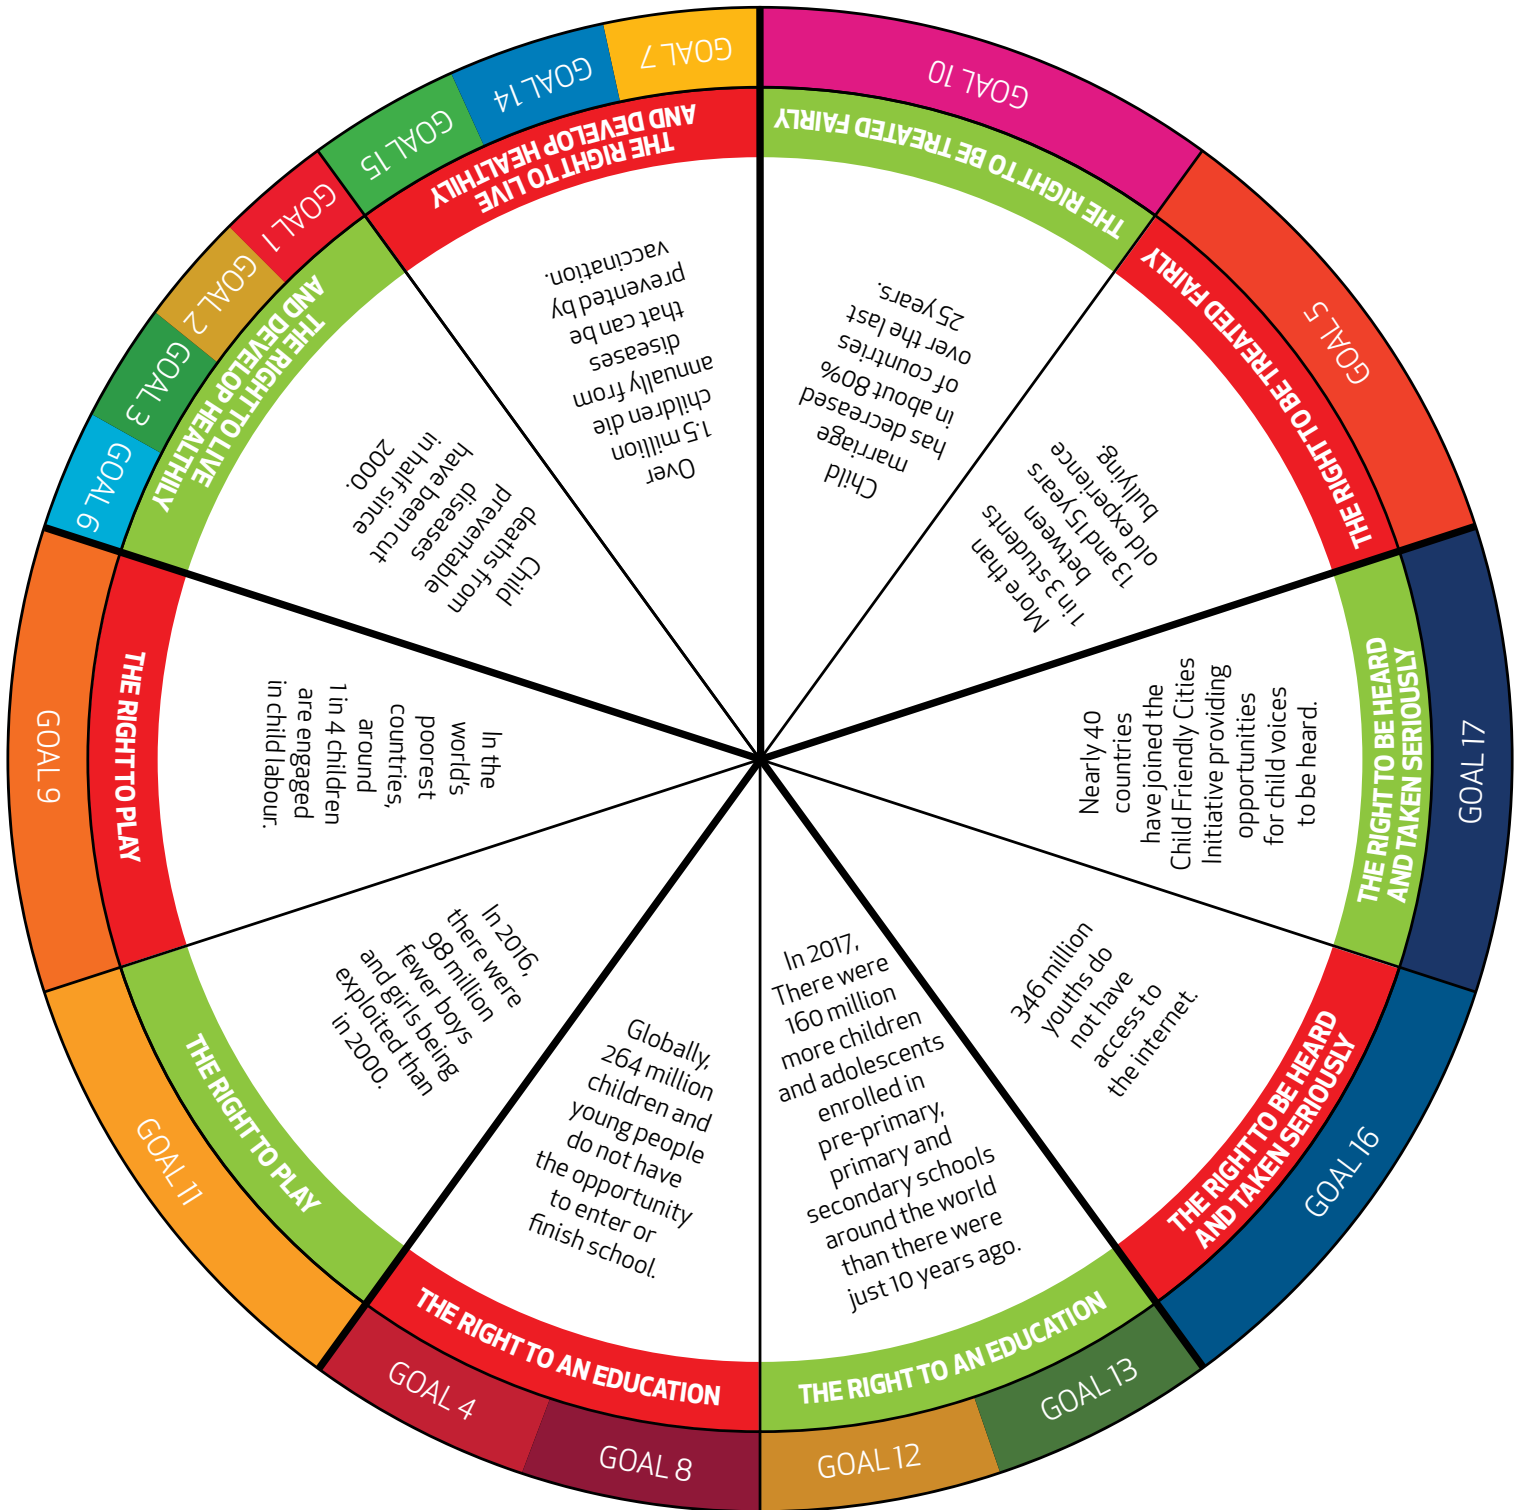 GOAL 10
THE RIGHT TO BE TREATED FAIRLY
Child
marriage
has decreased
in about 80%
of countries
over the last
25 years.
GOAL 5
THE RIGHT TO BE TREATED FAIRLY
More than
1 in 3 students
between
13 and 15 years
old experience
bullying.
GOAL 17
THE RIGHT TO BE HEARD
AND TAKEN SERIOUSLY
Nearly 40
countries
have joined the
Child Friendly Cities
Initiative providing
opportunities
for child voices
to be heard.
GOAL 16
THE RIGHT TO BE HEARD
AND TAKEN SERIOUSLY
346 million
youths do
not have
access to
the internet.
GOAL 13
GOAL 12
THE RIGHT TO AN EDUCATION
In 2017,
There were
160 million
more children
and adolescents
enrolled in
pre-primary,
primary and
secondary schools
around the world
than there were
just 10 years ago.
GOAL 8
GOAL 4
THE RIGHT TO AN EDUCATION
Globally,
264 million
children and
young people
do not have
the opportunity
to enter or
finish school.
GOAL 11
THE RIGHT TO PLAY
In 2016,
there were
98 million
fewer boys
and girls being
exploited than
in 2000.
GOAL 9
THE RIGHT TO PLAY
In the
world's
poorest
countries,
around
1 in 4 children
are engaged
in child labour.
GOAL 6
GOAL 3
GOAL 2
GOAL 1
THE RIGHT TO LIVE
AND DEVELOP HEALTHILY
Child
deaths from
preventable
diseases
have been cut
in half since
2000.
GOAL 15
GOAL 14
GOAL 7
THE RIGHT TO LIVE
AND DEVELOP HEALTHILY
Over
1.5 million
children die
annually from
diseases
that can be
prevented by
vaccination.